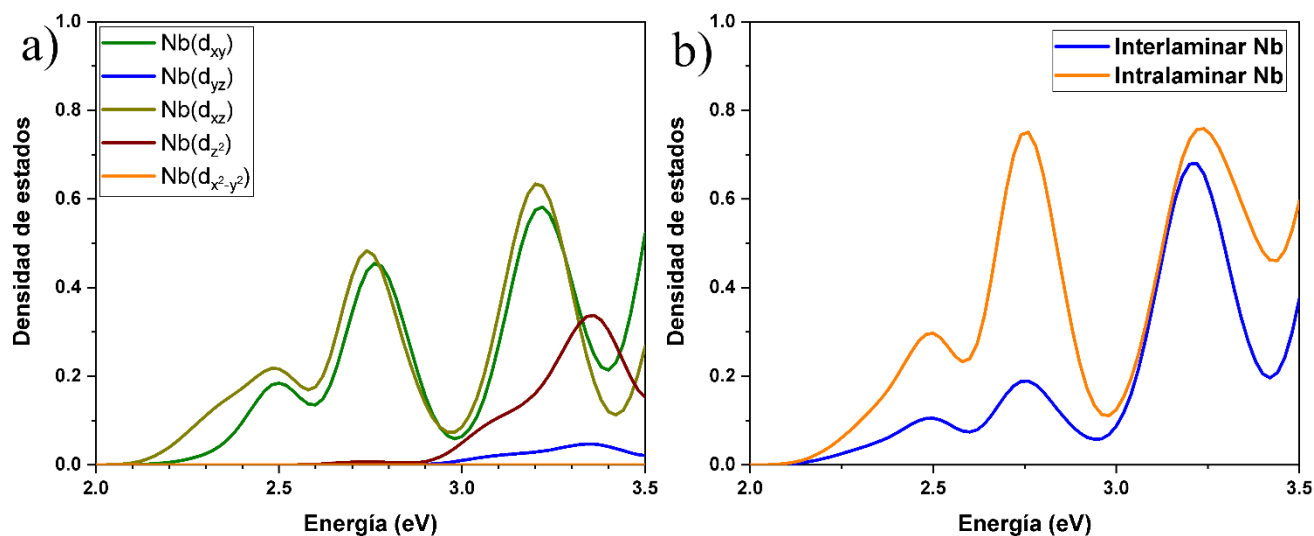 a)
Nb(dxy)
Nb(dyz)
Nb(dxz)
Nb(dz²)
Nb(dx²-y²)
Densidad de estados
1.0
0.8
0.6
0.4
0.2
0.0
2.0 2.5 3.0 3.5
Energía (eV)
b)
Interlaminar Nb
Intralaminar Nb
Densidad de estados
1.0
0.8
0.6
0.4
0.2
0.0
2.0 2.5 3.0 3.5
Energía (eV)